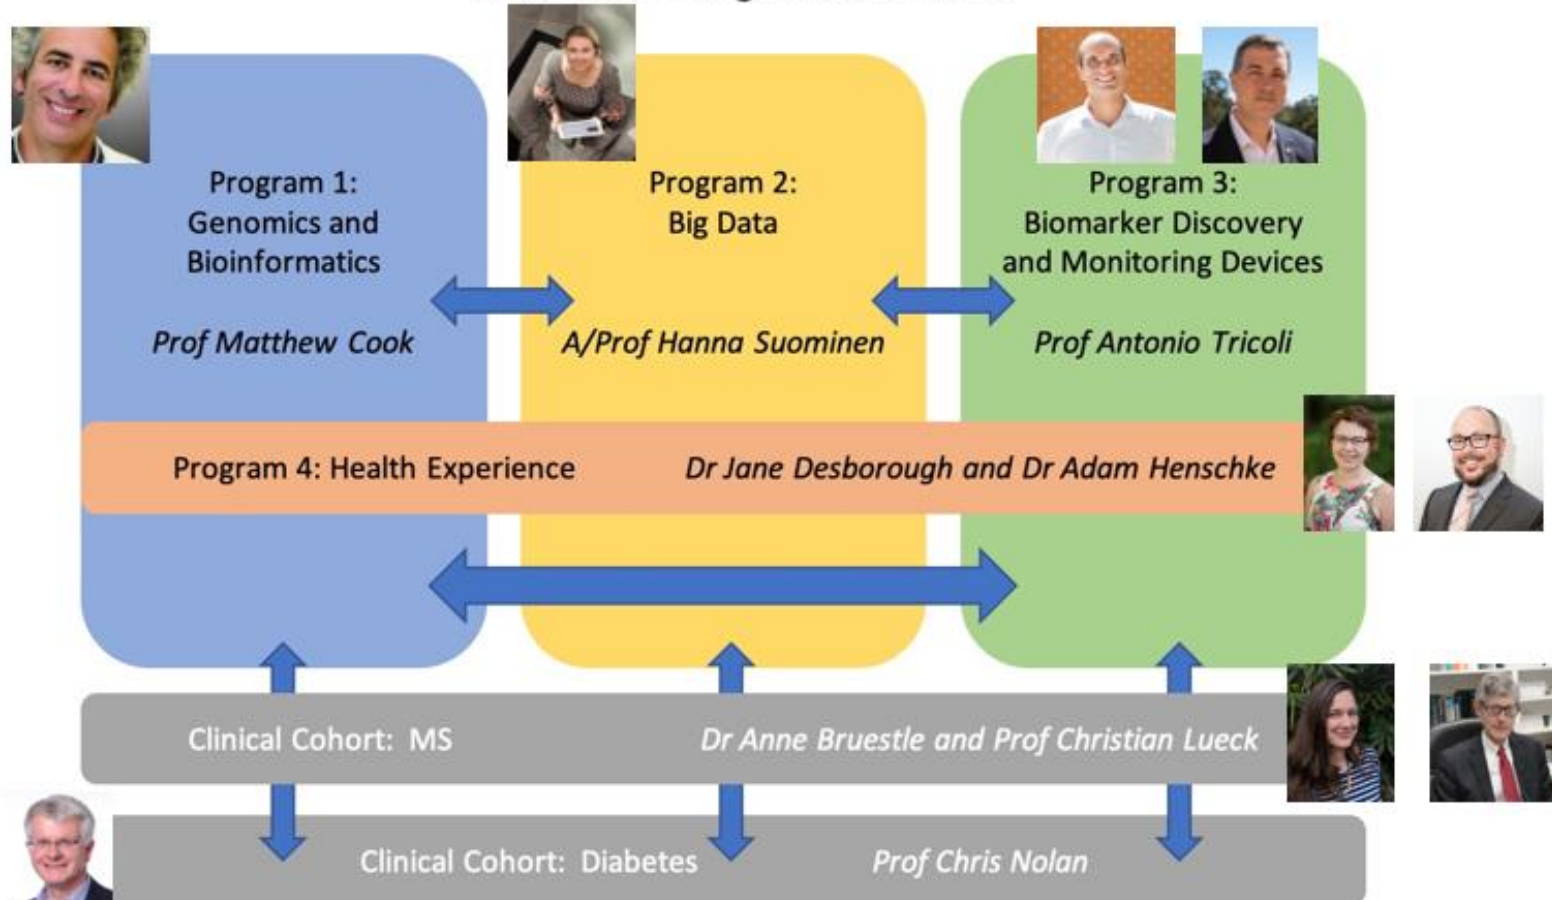 Program 1:
Genomics and
Bioinformatics
Prof Matthew Cook
Program 2:
Big Data
A/Prof Hanna Suominen
Program 3:
Biomarker Discovery
and Monitoring Devices
Prof Antonio Tricoli
Program 4: Health Experience Dr Jane Desborough and Dr Adam Henschke
Clinical Cohort: MS Dr Anne Bruestle and Prof Christian Lueck
Clinical Cohort: Diabetes Prof Chris Nolan